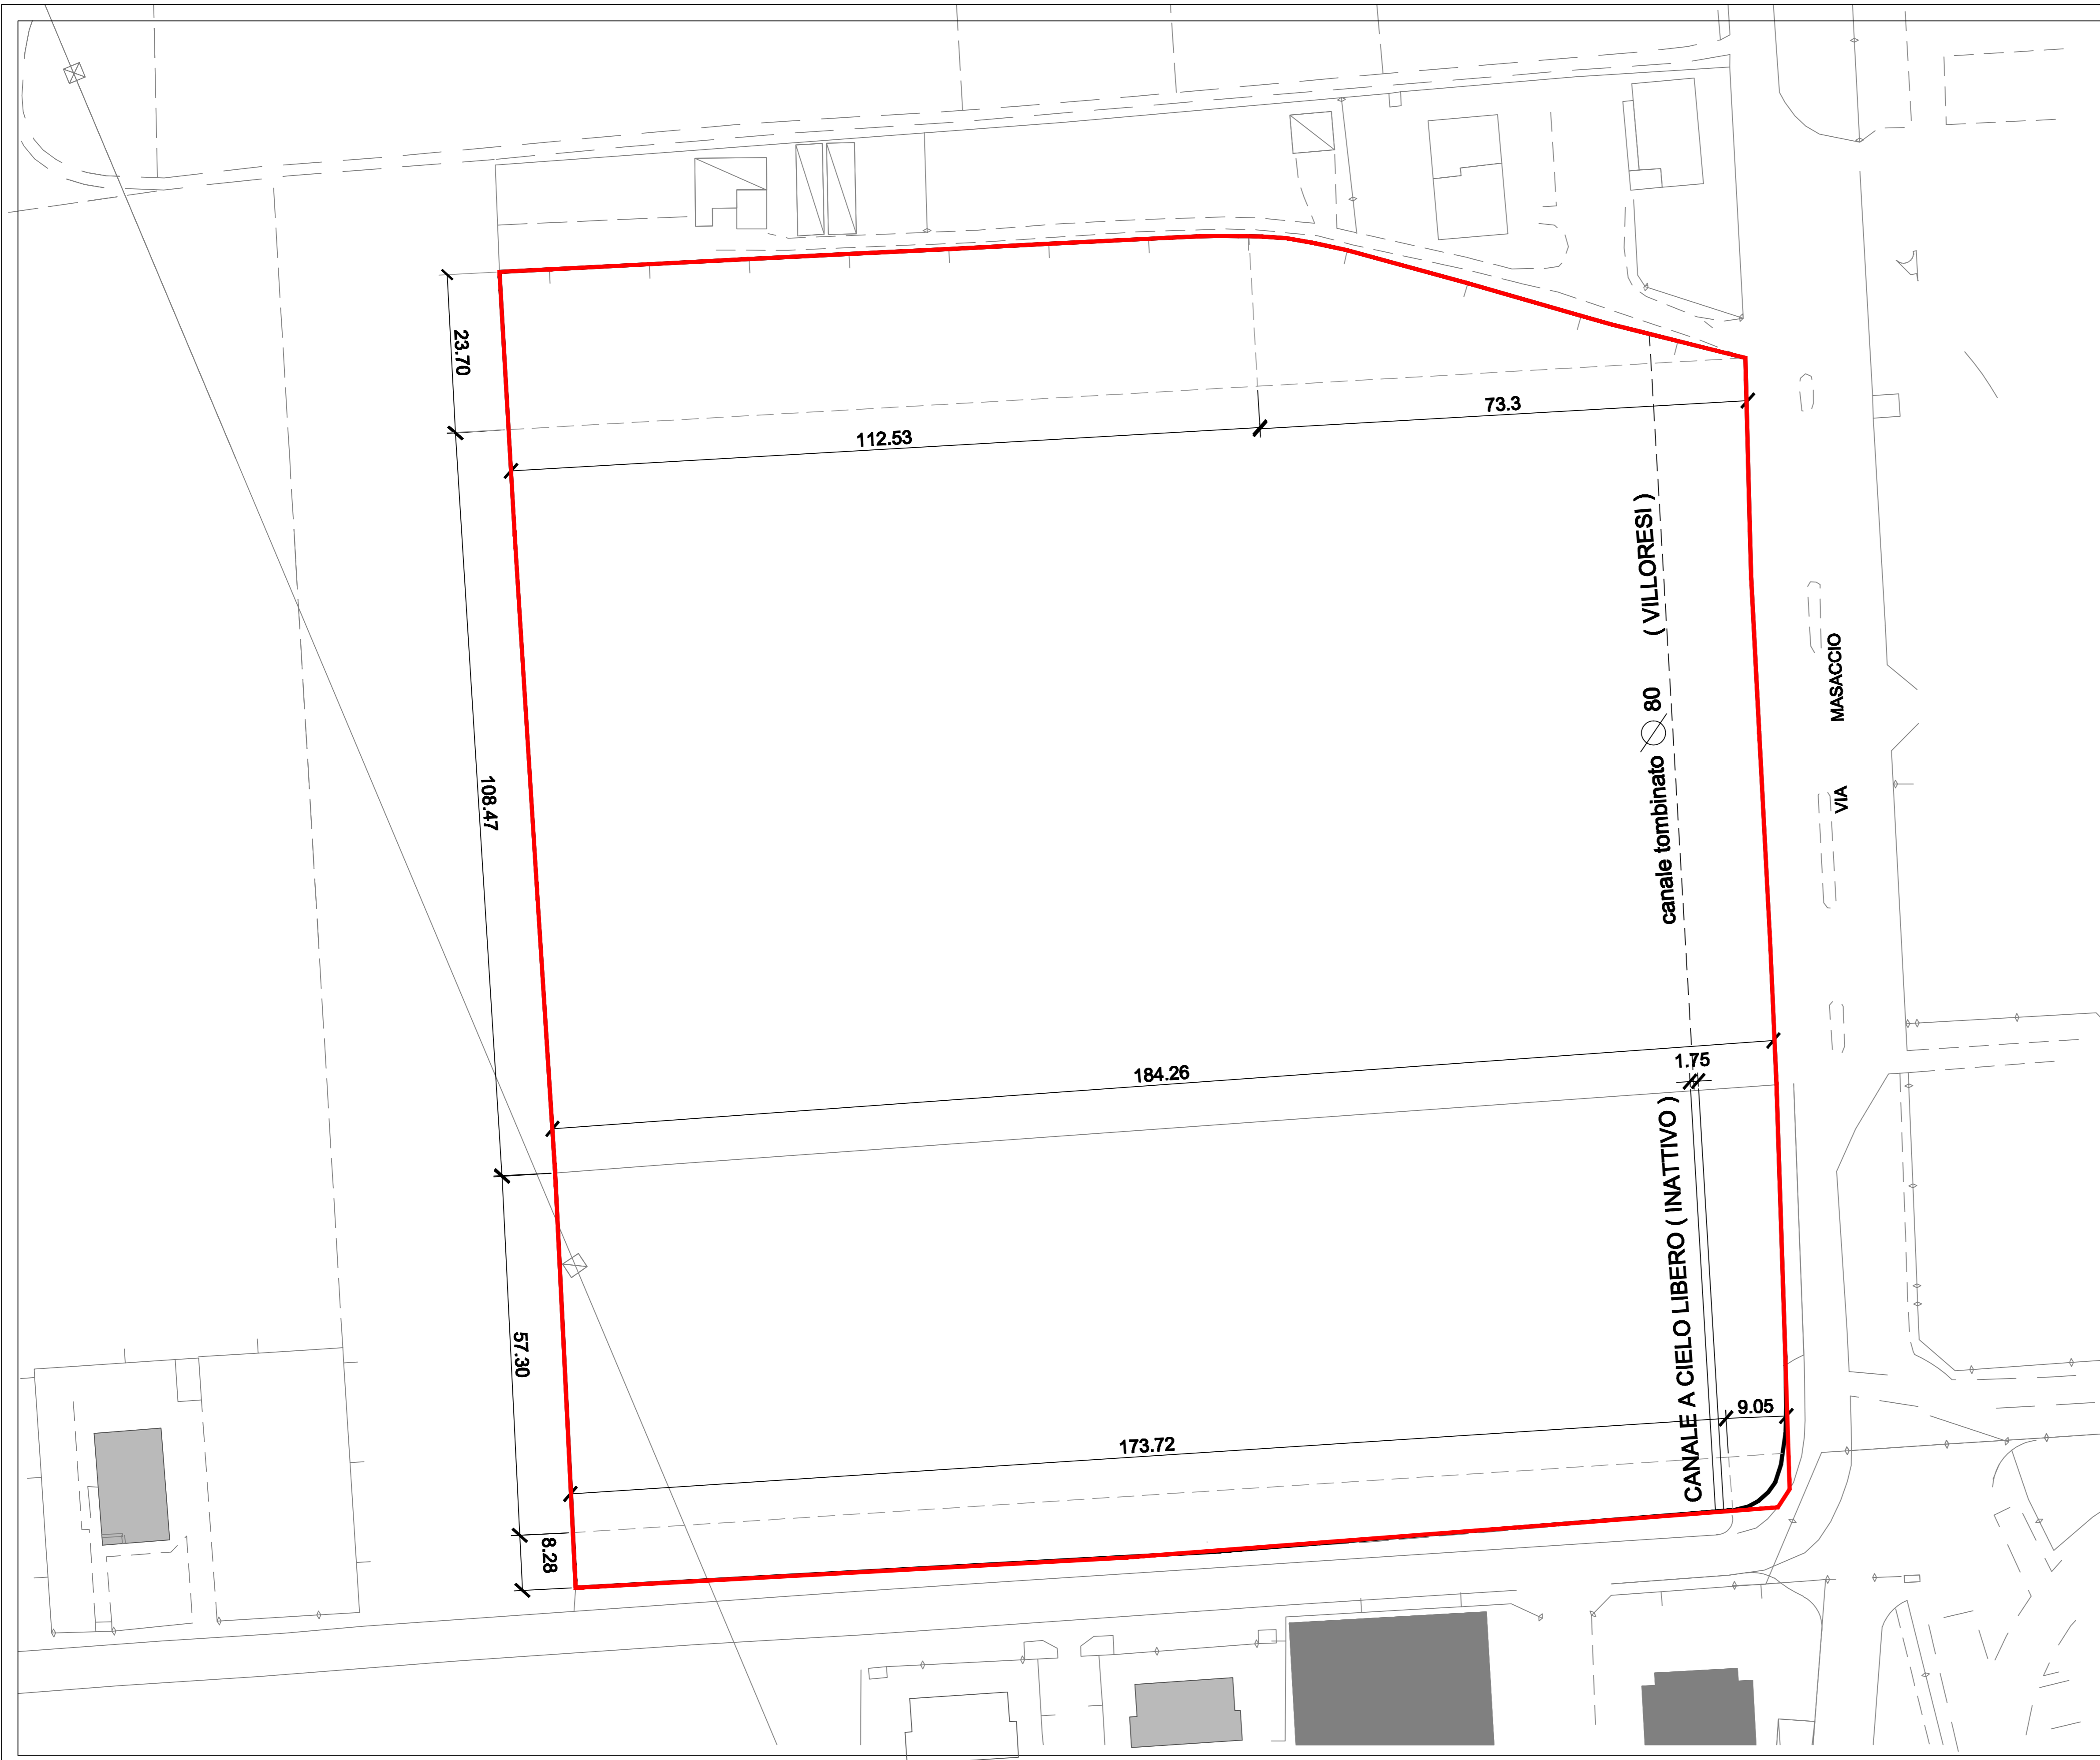 23.70
73.3
112.53
( VILLORESI )
canale tombinato ∅ 80
VIA MASACCIO
108.47
184.26
1.75
CANALE A CIELO LIBERO ( INATTIVO )
57.30
9.05
173.72
8.28